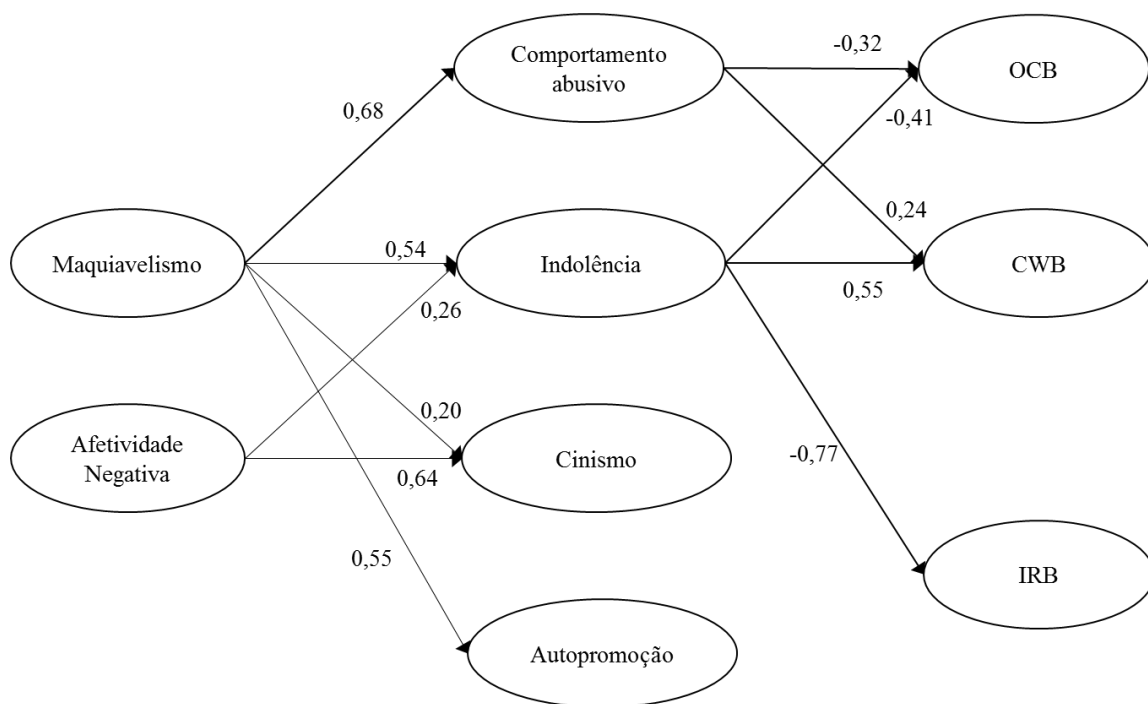 Comportamento
abusivo
-0,32
OCB
0,68
-0,41
Maquiavelismo
0,54
Indolência
0,24
CWB
0,26
0,55
Afetividade
Negativa
0,20
Cinismo
0,64
-0,77
0,55
IRB
Autopromoção